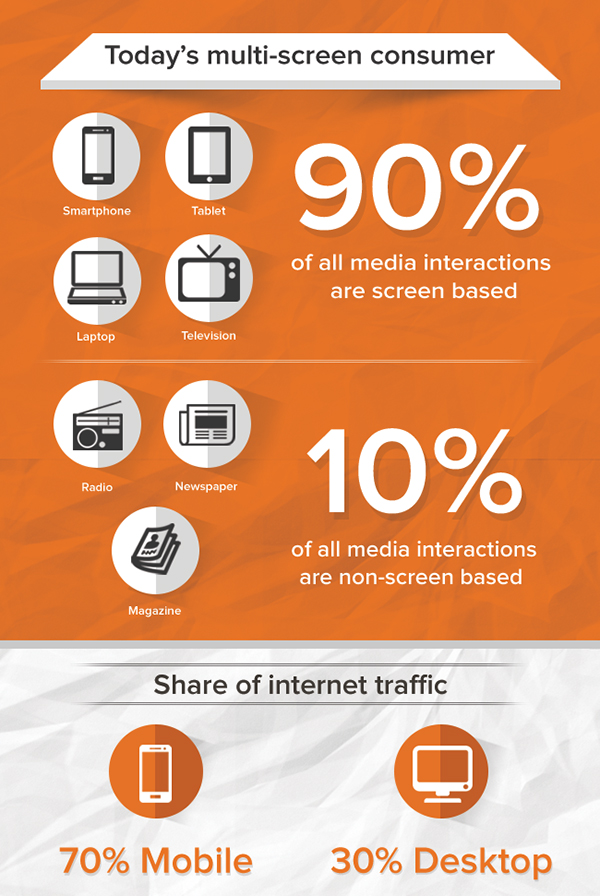 Today's multi-screen consumer
Smartphone
Tablet
90%
of all media interactions
are screen based
Laptop
Television
Radio
Newspaper
10%
of all media interactions
are non-screen based
Magazine
Share of internet traffic
70% Mobile
30% Desktop